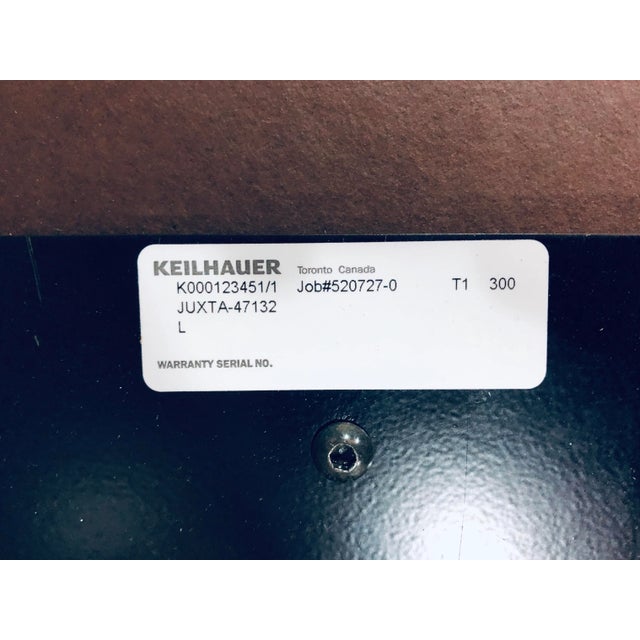 KEILHAUER Toronto Canada
K000123451/1 Job#520727-0 T1 300
JUXTA-47132
L
WARRANTY SERIAL NO.